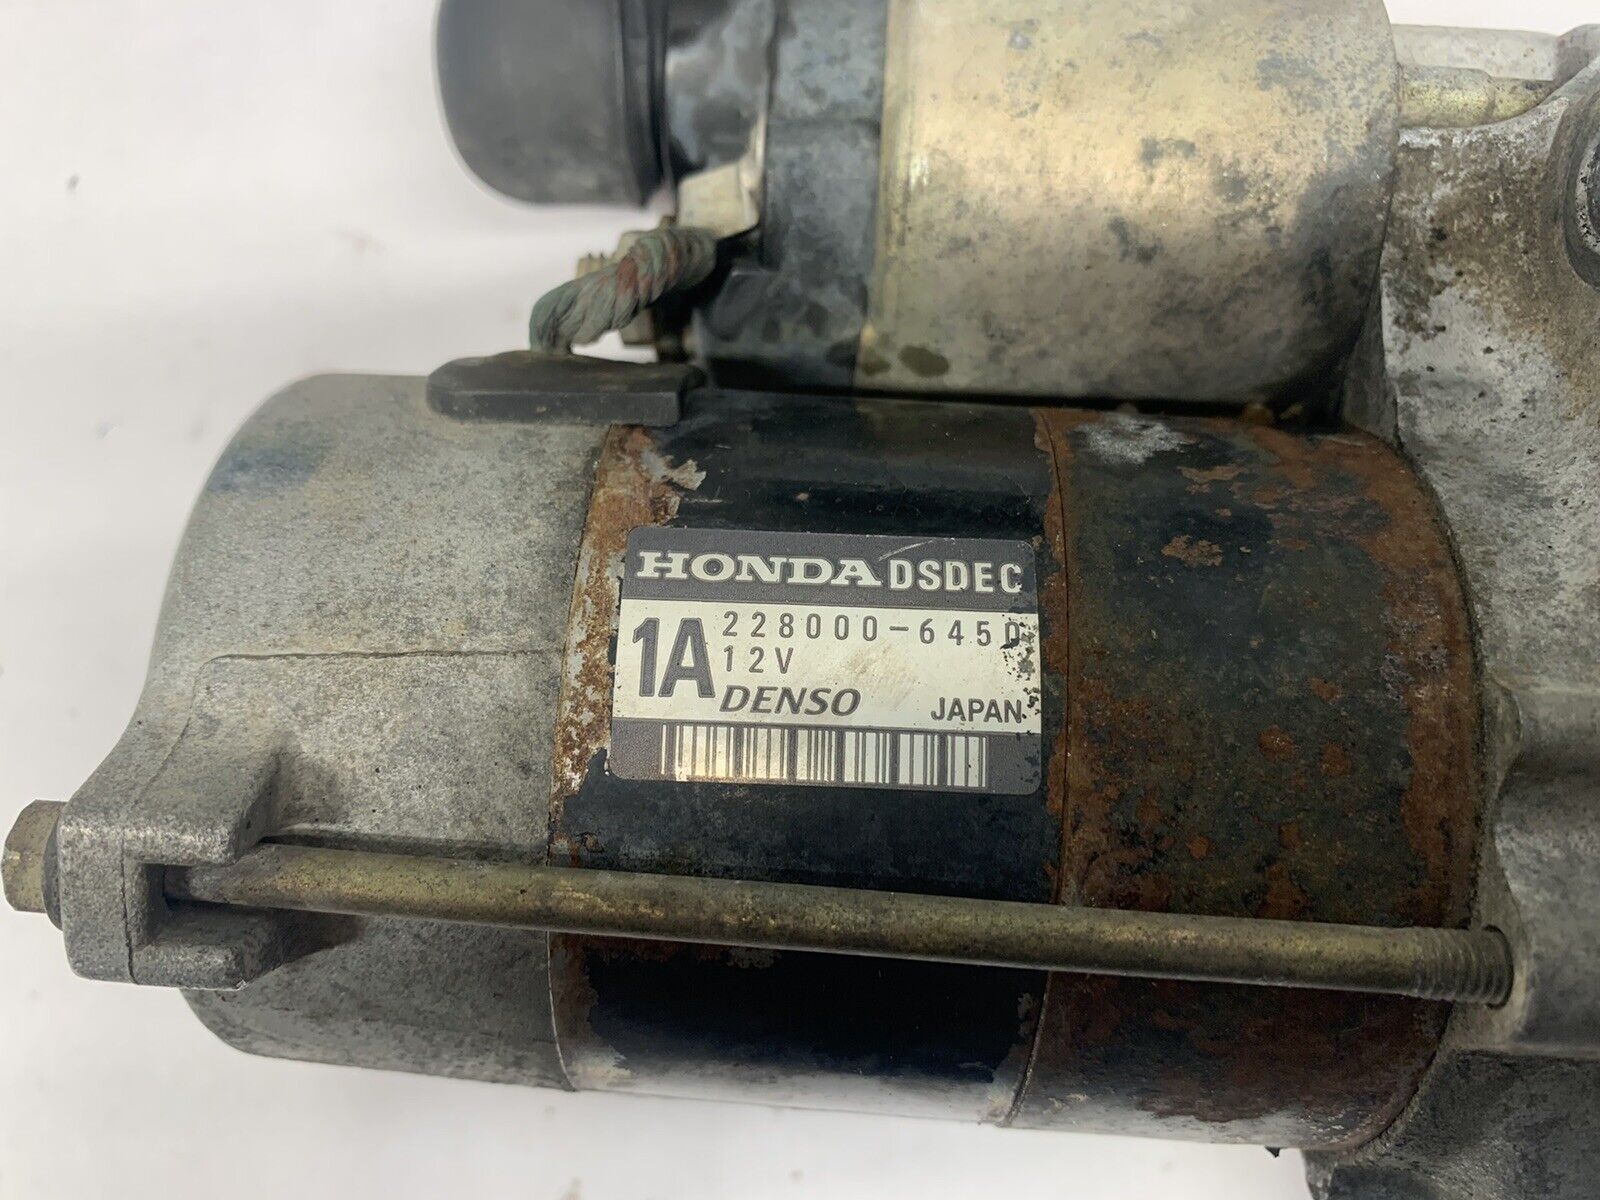 HONDA DSDEC
1A 228000-6450
12V
DENSO JAPAN